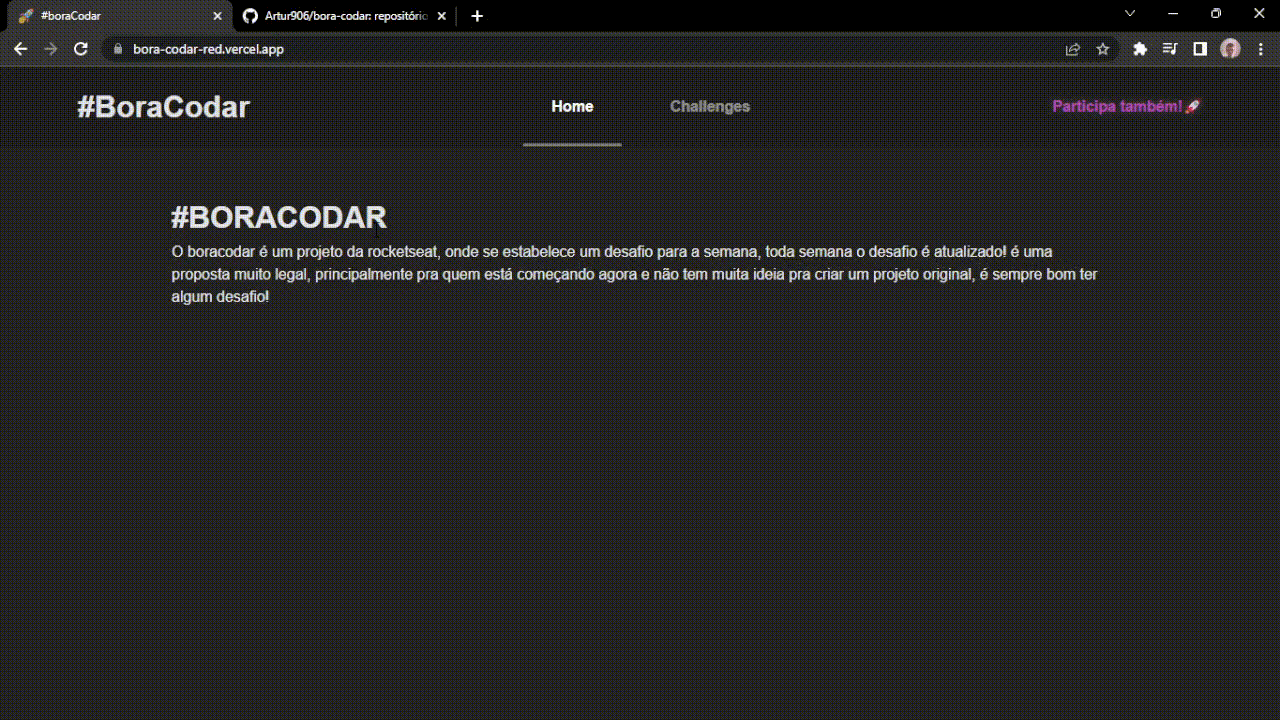 #boraCodar
Artur906/bora-codar: repositório
bora-codar-red.vercel.app
#BoraCodar
Home
Challenges
Participa também!🚀
#BORACODAR
O boracodar é um projeto da rocketseat, onde se estabelece um desafio para a semana, toda semana o desafio é atualizado! é uma
proposta muito legal, principalmente pra quem está começando agora e não tem muita ideia pra criar um projeto original, é sempre bom ter
algum desafio!